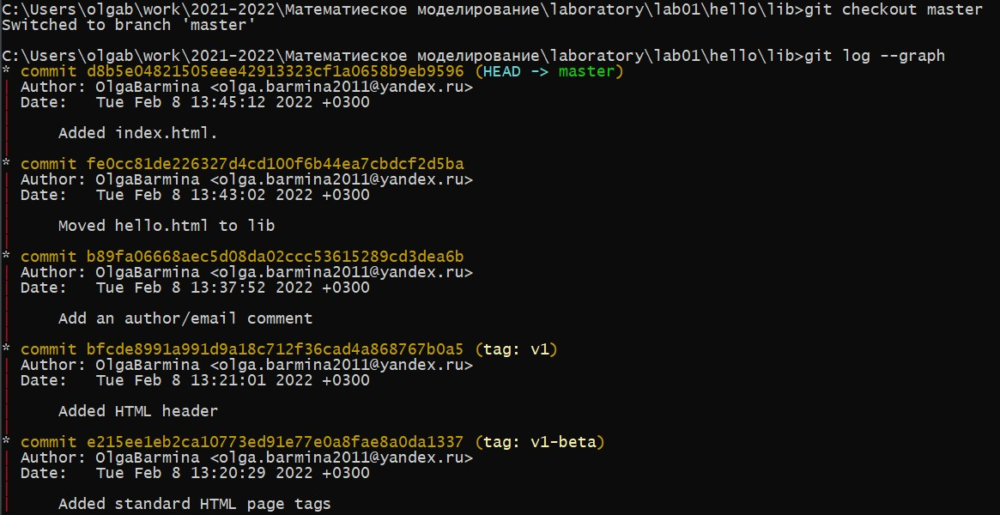 C:\Users\olgab\work\2021-2022\Математиеское моделирование\laboratory\lab01\hello\lib>git checkout master
Switched to branch 'master'
C:\Users\olgab\work\2021-2022\Математиеское моделирование\laboratory\lab01\hello\lib>git log --graph
* commit d8b5e04821505eee42913323cf1a0658b9eb9596 (HEAD -> master)
| Author: OlgaBarmina <olga.barmina2011@yandex.ru>
| Date:   Tue Feb 8 13:45:12 2022 +0300
|
|     Added index.html.
|
* commit fe0cc81de226327d4cd100f6b44ea7cbdcf2d5ba
| Author: OlgaBarmina <olga.barmina2011@yandex.ru>
| Date:   Tue Feb 8 13:43:02 2022 +0300
|
|     Moved hello.html to lib
|
* commit b89fa06668aec5d08da02ccc53615289cd3dea6b
| Author: OlgaBarmina <olga.barmina2011@yandex.ru>
| Date:   Tue Feb 8 13:37:52 2022 +0300
|
|     Add an author/email comment
|
* commit bfcde8991a991d9a18c712f36cad4a868767b0a5 (tag: v1)
| Author: OlgaBarmina <olga.barmina2011@yandex.ru>
| Date:   Tue Feb 8 13:21:01 2022 +0300
|
|     Added HTML header
|
* commit e215ee1eb2ca10773ed91e77e0a8fae8a0da1337 (tag: v1-beta)
| Author: OlgaBarmina <olga.barmina2011@yandex.ru>
| Date:   Tue Feb 8 13:20:29 2022 +0300
|
|     Added standard HTML page tags